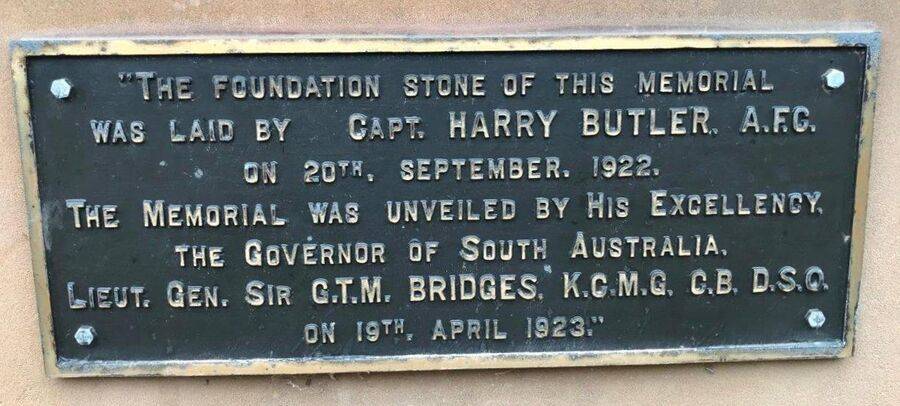 "THE FOUNDATION STONE OF THIS MEMORIAL
WAS LAID BY CAPT. HARRY BUTLER, A.F.C.
ON 20TH. SEPTEMBER. 1922.
THE MEMORIAL WAS UNVEILED BY HIS EXCELLENCY,
THE GOVERNOR OF SOUTH AUSTRALIA,
LIEUT. GEN. SIR G.T.M. BRIDGES, K.C.M.G, C.B, D.S.O.
ON 19TH. APRIL 1923."